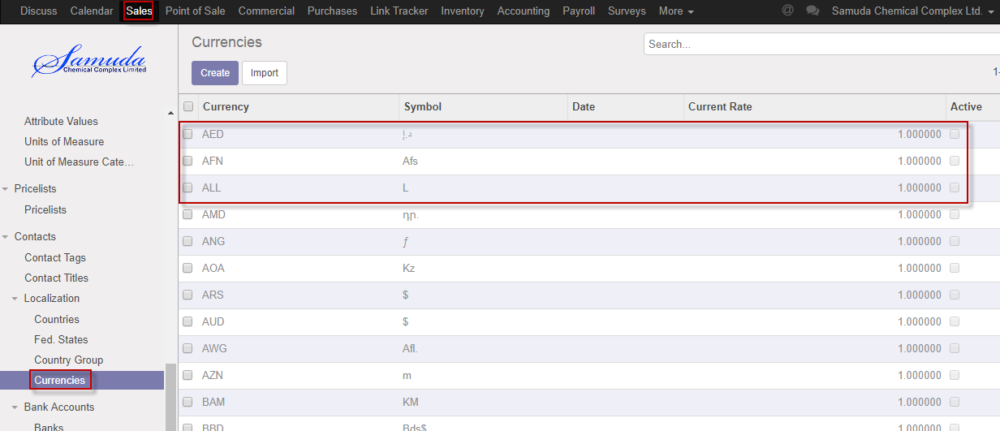 Discuss Calendar Sales Point of Sale Commercial Purchases Link Tracker Inventory Accounting Payroll Surveys More @ Samuda Chemical Complex Ltd.
Samuda
Chemical Complex Limited
Attribute Values
Units of Measure
Unit of Measure Cate...
Pricelists
Pricelists
Contacts
Contact Tags
Contact Titles
Localization
Countries
Fed. States
Country Group
Currencies
Bank Accounts
Banks
Currencies
Search...
Create Import
1-
Currency Symbol Date Current Rate Active
AED د.إ 1.000000
AFN Afs 1.000000
ALL L 1.000000
AMD դր. 1.000000
ANG ƒ 1.000000
AOA Kz 1.000000
ARS $ 1.000000
AUD $ 1.000000
AWG Afl. 1.000000
AZN m 1.000000
BAM KM 1.000000
BBD Bds$ 1.000000